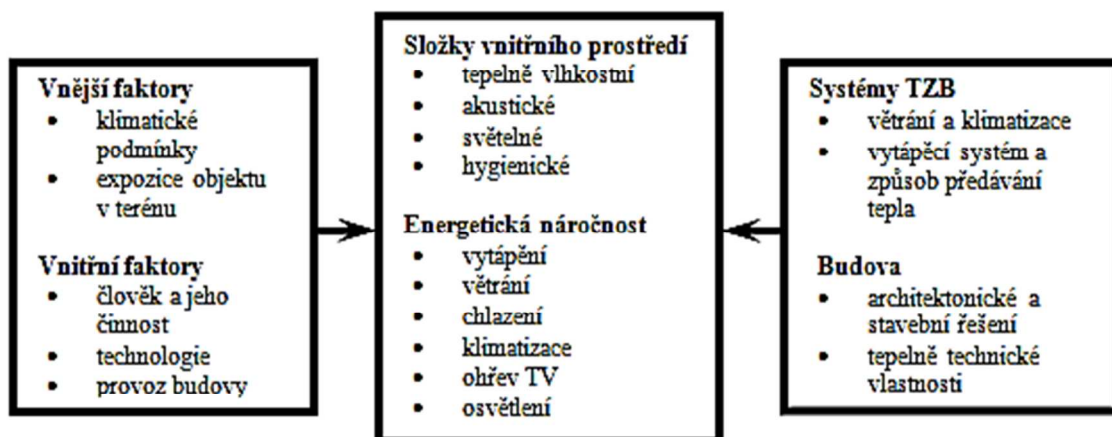 Vnější faktory
• klimatické
podmínky
• expozice objektu
v terénu
Vnitřní faktory
• člověk a jeho
činnost
• technologie
• provoz budovy
Složky vnitřního prostředí
• tepelně vlhkostní
• akustické
• světelné
• hygienické
Energetická náročnost
• vytápění
• větrání
• chlazení
• klimatizace
• ohřev TV
• osvětlení
Systémy TZB
• větrání a klimatizace
• vytápěcí systém a
způsob předávání
tepla
Budova
• architektonické a
stavební řešení
• tepelně technické
vlastnosti